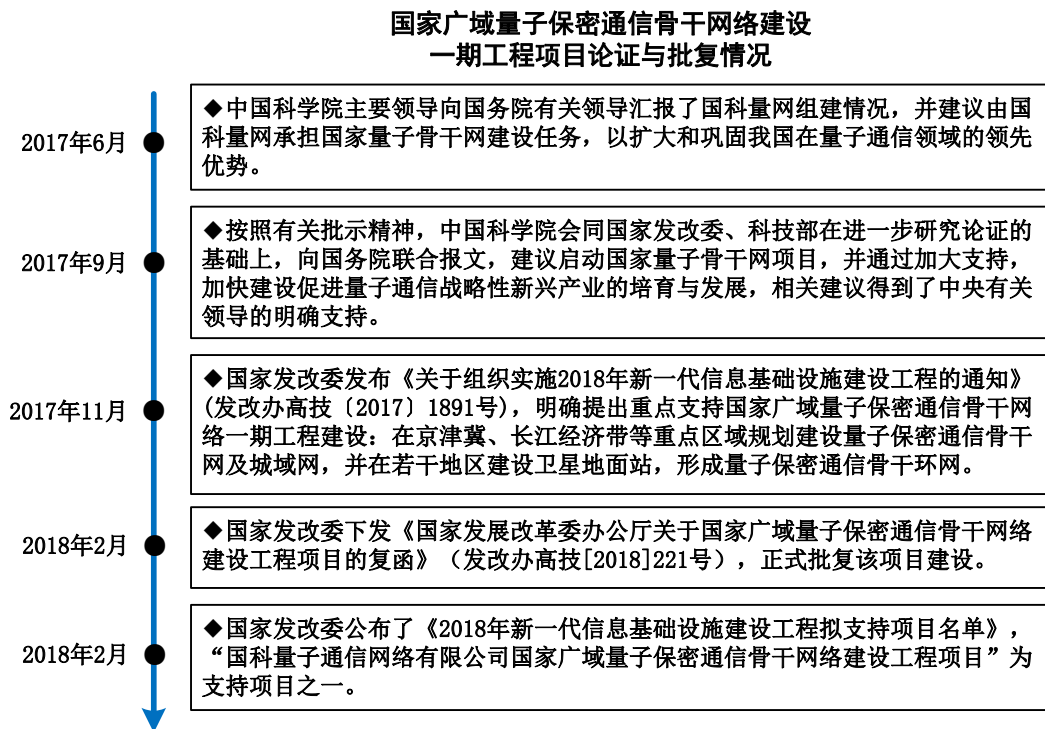 国家广域量子保密通信骨干网络建设
一期工程项目论证与批复情况
2017年6月
◆中国科学院主要领导向国务院有关领导汇报了国科量网组建情况，并建议由国
科量网承担国家量子骨干网建设任务，以扩大和巩固我国在量子通信领域的领先
优势。
2017年9月
◆按照有关批示精神，中国科学院会同国家发改委、科技部在进一步研究论证的
基础上，向国务院联合报文，建议启动国家量子骨干网项目，并通过加大支持，
加快建设促进量子通信战略性新兴产业的培育与发展，相关建议得到了中央有关
领导的明确支持。
2017年11月
◆国家发改委发布《关于组织实施2018年新一代信息基础设施建设工程的通知》
(发改办高技〔2017〕1891号)，明确提出重点支持国家广域量子保密通信骨干网
络一期工程建设：在京津冀、长江经济带等重点区域规划建设量子保密通信骨干
网及城域网，并在若干地区建设卫星地面站，形成量子保密通信骨干环网。
2018年2月
◆国家发改委下发《国家发展改革委办公厅关于国家广域量子保密通信骨干网络
建设工程项目的复函》（发改办高技[2018]221号），正式批复该项目建设。
2018年2月
◆国家发改委公布了《2018年新一代信息基础设施建设工程拟支持项目名单》，
“国科量子通信网络有限公司国家广域量子保密通信骨干网络建设工程项目”为
支持项目之一。